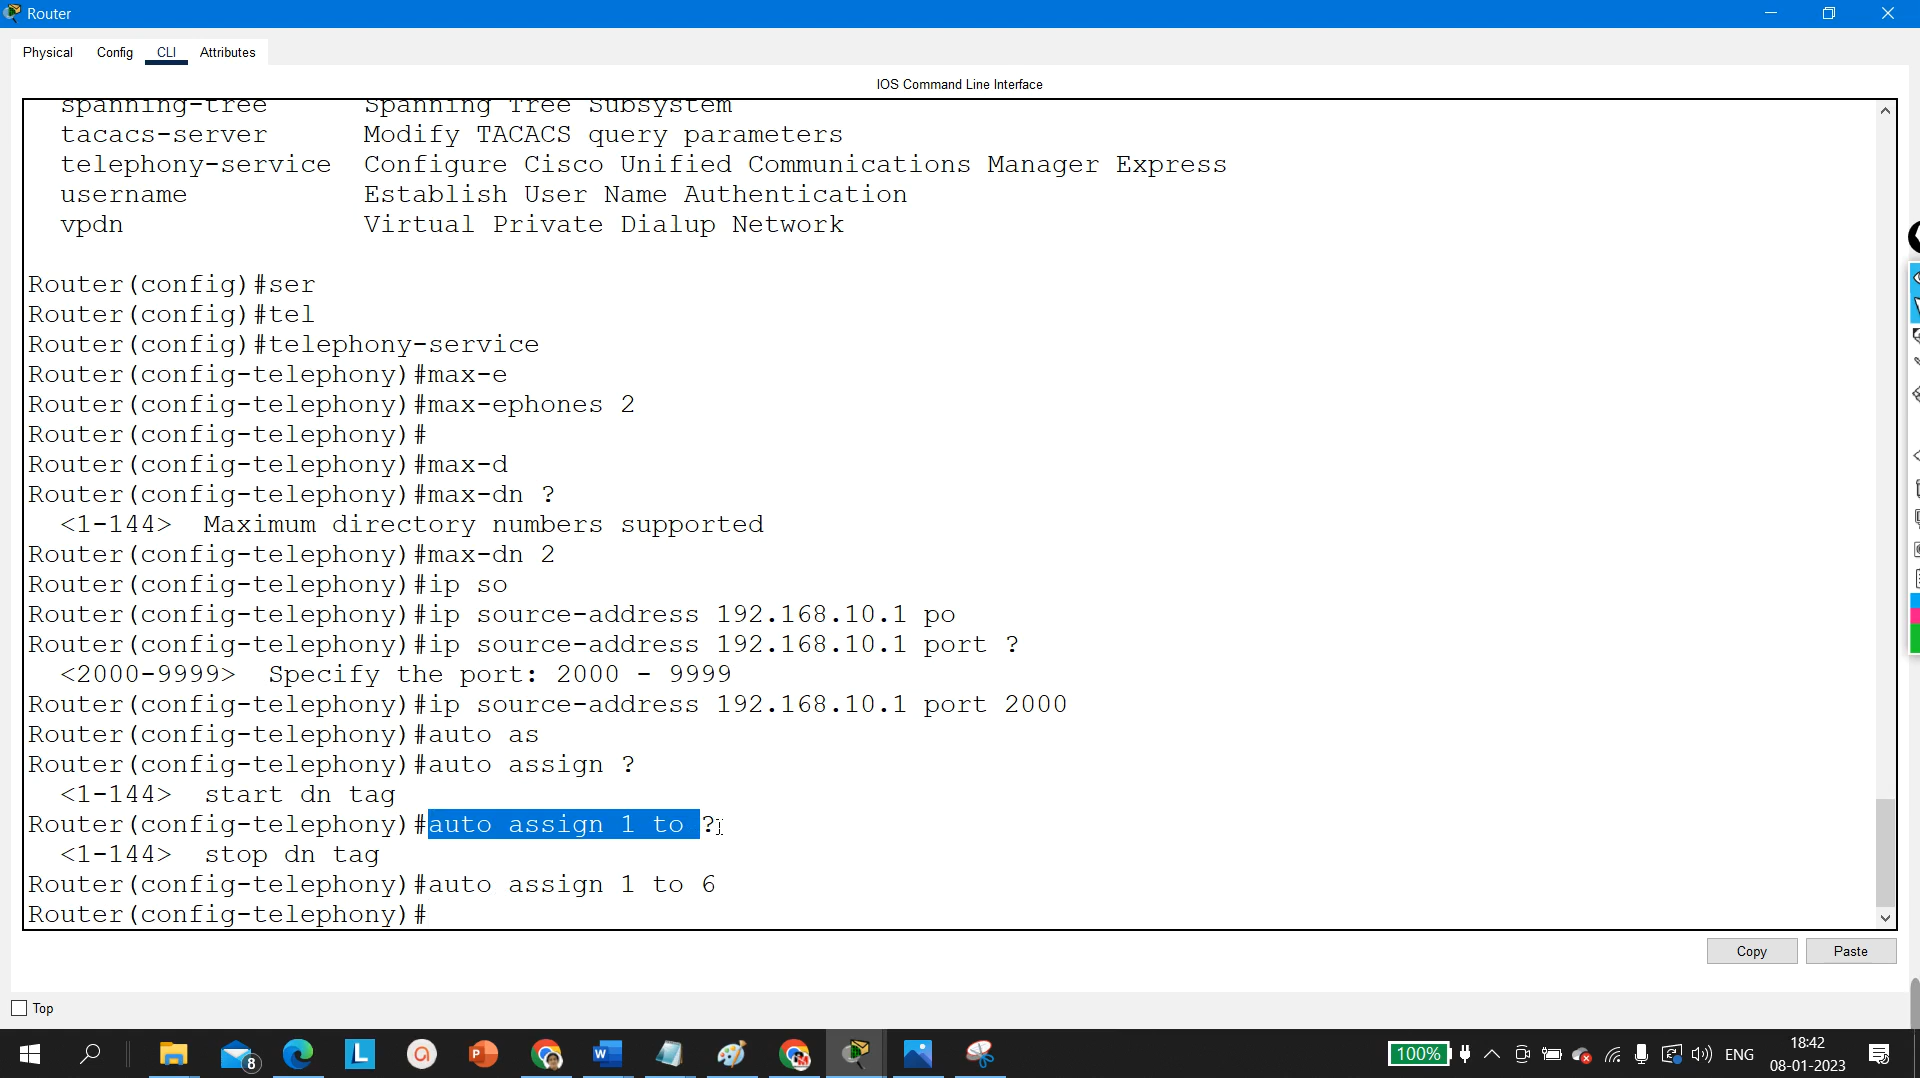 Router
Physical Config CLI Attributes
IOS Command Line Interface
spanning-tree Spanning Tree Subsystem
tacacs-server Modify TACACS query parameters
telephony-service Configure Cisco Unified Communications Manager Express
username Establish User Name Authentication
vpdn Virtual Private Dialup Network
Router(config)#ser
Router(config)#tel
Router(config)#telephony-service
Router(config-telephony)#max-e
Router(config-telephony)#max-ephones 2
Router(config-telephony)#
Router(config-telephony)#max-d
Router(config-telephony)#max-dn ?
<1-144> Maximum directory numbers supported
Router(config-telephony)#max-dn 2
Router(config-telephony)#ip so
Router(config-telephony)#ip source-address 192.168.10.1 po
Router(config-telephony)#ip source-address 192.168.10.1 port ?
<2000-9999> Specify the port: 2000 - 9999
Router(config-telephony)#ip source-address 192.168.10.1 port 2000
Router(config-telephony)#auto as
Router(config-telephony)#auto assign ?
<1-144> start dn tag
Router(config-telephony)#auto assign 1 to ?
<1-144> stop dn tag
Router(config-telephony)#auto assign 1 to 6
Router(config-telephony)#
Copy Paste
Top
8 L a P W 100% ENG 18:42
08-01-2023